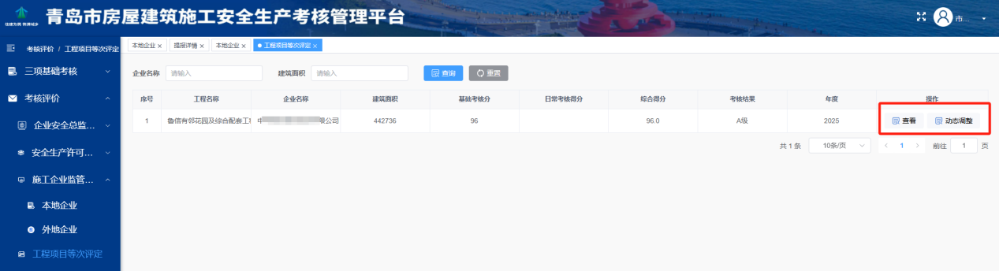 住建为民 情满城乡
青岛市房屋建筑施工安全生产考核管理平台
市...
考核评价 / 工程项目等次评定
本地企业 ×
提报详情 ×
本地企业 ×
工程项目等次评定 ×
三项基础考核
考核评价
企业安全总监...
安全生产许可...
施工企业监管...
本地企业
外地企业
工程项目等次评定
企业名称 请输入 建筑面积 请输入 查询 重置
序号 工程名称 企业名称 建筑面积 基础考核分 日常考核得分 综合得分 考核结果 年度 操作
1 鲁信有邻花园及综合配套工 中 限公司 442736 96 96.0 A级 2025 查看 动态调整
共 1 条 10条/页 < 1 > 前往 1 页